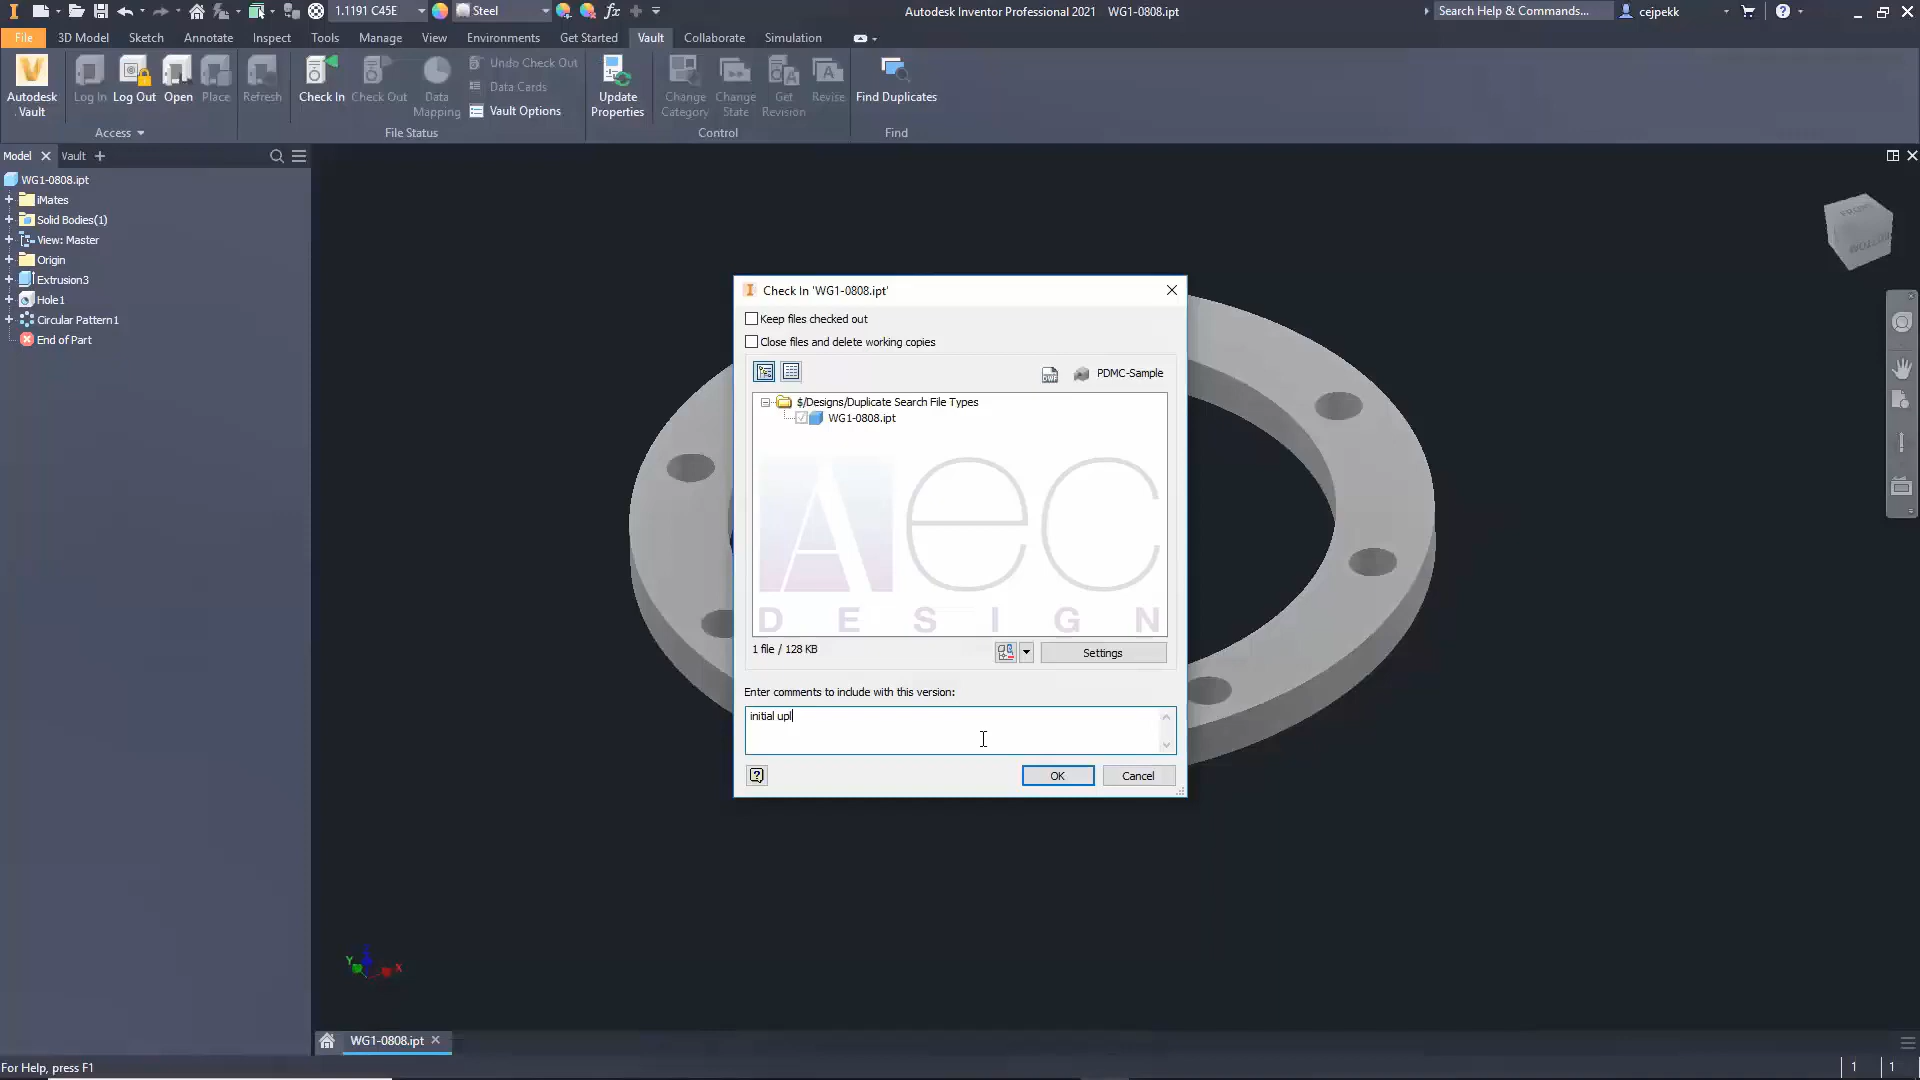 1.1191 C45E
Steel
fx
Autodesk Inventor Professional 2021 WG1-0808.ipt
Search Help & Commands...
cejpekk
File
3D Model
Sketch
Annotate
Inspect
Tools
Manage
View
Environments
Get Started
Vault
Collaborate
Simulation
Autodesk
Vault
Log In
Log Out
Open
Place
Refresh
Check In
Check Out
Data
Mapping
Undo Check Out
Data Cards
Vault Options
Update
Properties
Change
Category
Change
State
Get
Revision
Revise
Find Duplicates
Access
File Status
Control
Find
Model
Vault
WG1-0808.ipt
iMates
Solid Bodies(1)
View: Master
Origin
Extrusion3
Hole1
Circular Pattern1
End of Part
Check In 'WG1-0808.ipt'
Keep files checked out
Close files and delete working copies
DWF
PDMC-Sample
$/Designs/Duplicate Search File Types
WG1-0808.ipt
Aec
DESIGN
1 file / 128 KB
Settings
Enter comments to include with this version:
initial upl
OK
Cancel
FRONT
BOTTOM
Y
X
WG1-0808.ipt
For Help, press F1
1
1